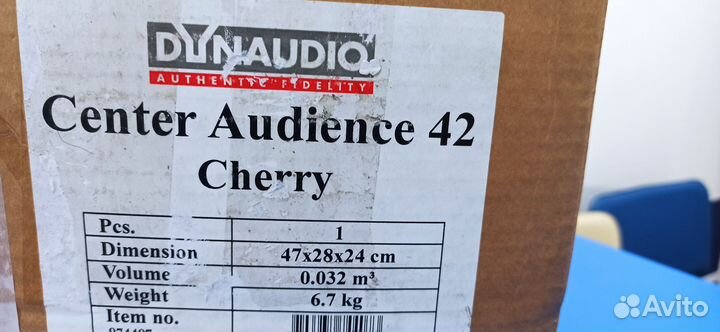 DYNAUDIO
AUTHENTIC FIDELITY
Center Audience 42
Cherry
Pcs. 1
Dimension 47x28x24 cm
Volume 0.032 m³
Weight 6.7 kg
Item no.
Avito